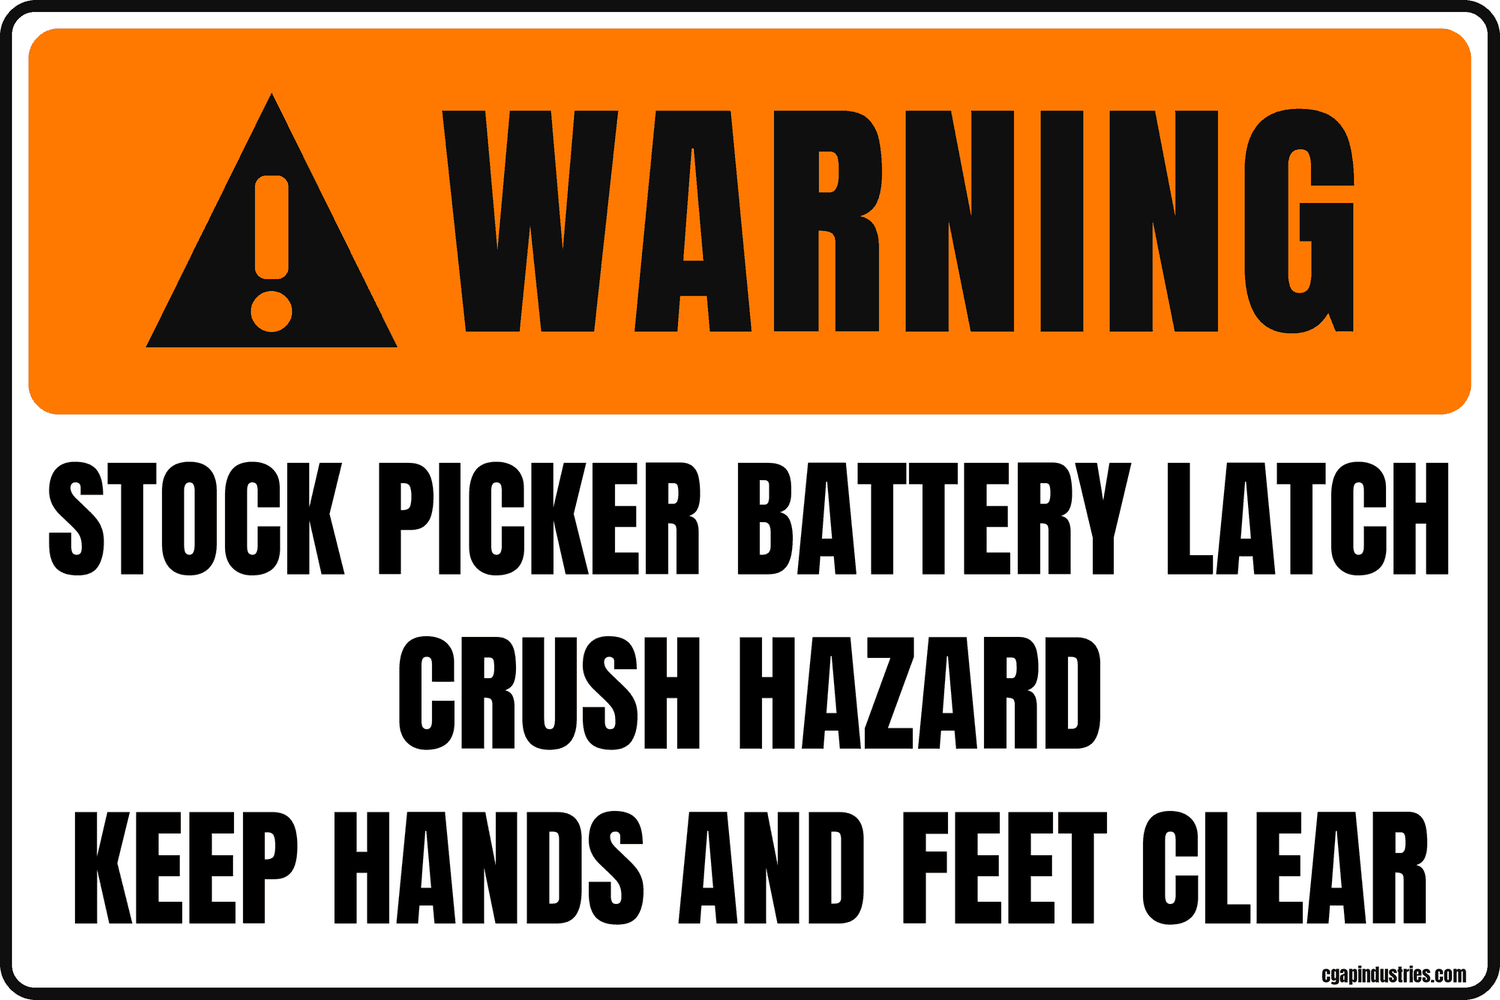 WARNING
STOCK PICKER BATTERY LATCH
CRUSH HAZARD
KEEP HANDS AND FEET CLEAR
cgapindustries.com